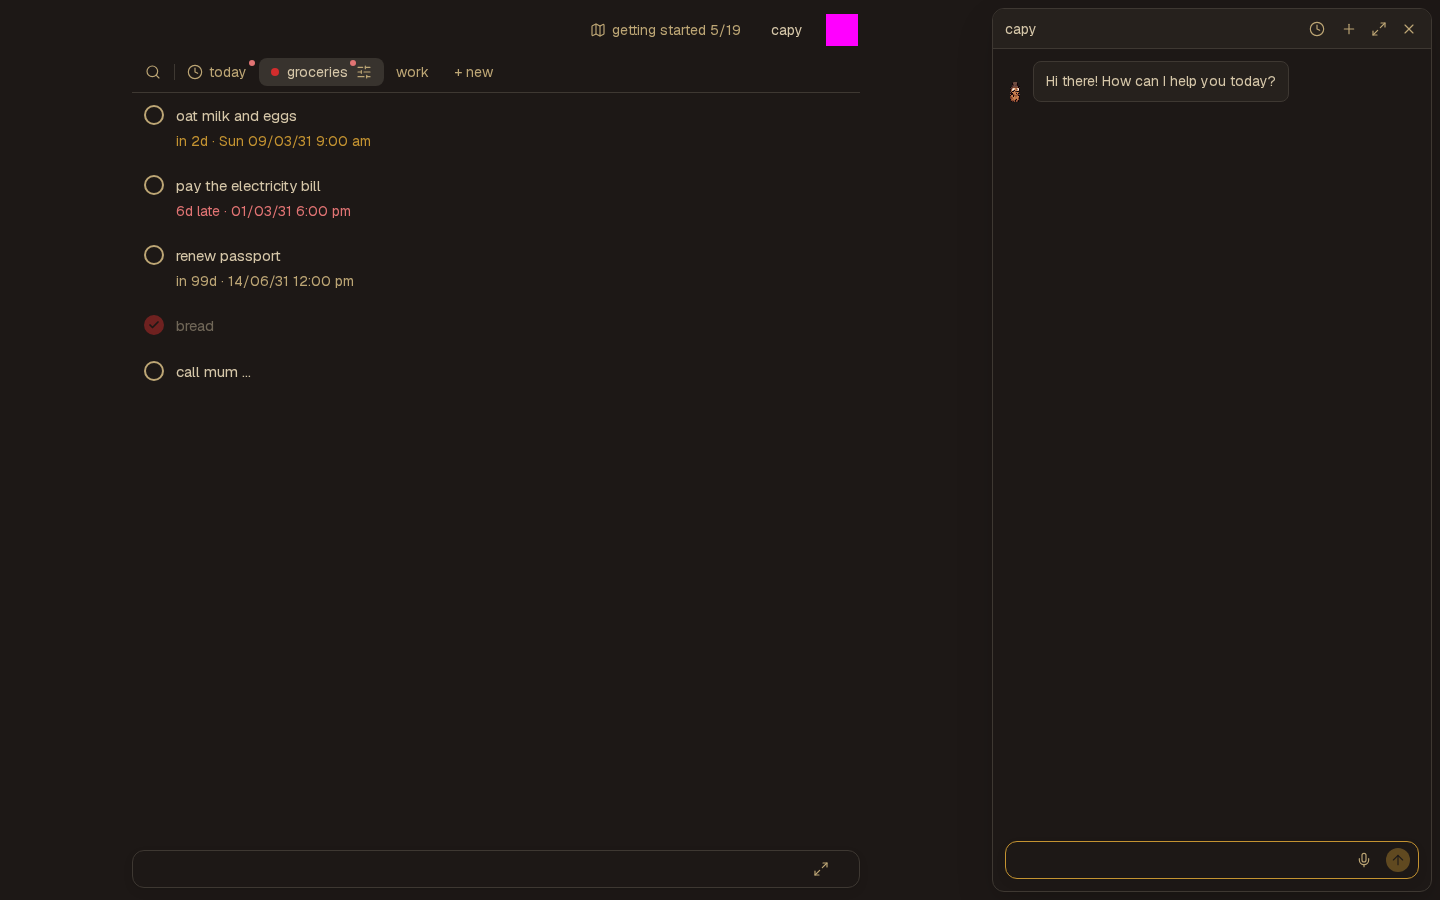 getting started 5/19
capy
today
groceries
work
+ new
oat milk and eggs
in 2d · Sun 09/03/31 9:00 am
pay the electricity bill
6d late · 01/03/31 6:00 pm
renew passport
in 99d · 14/06/31 12:00 pm
bread
call mum ...
capy
Hi there! How can I help you today?